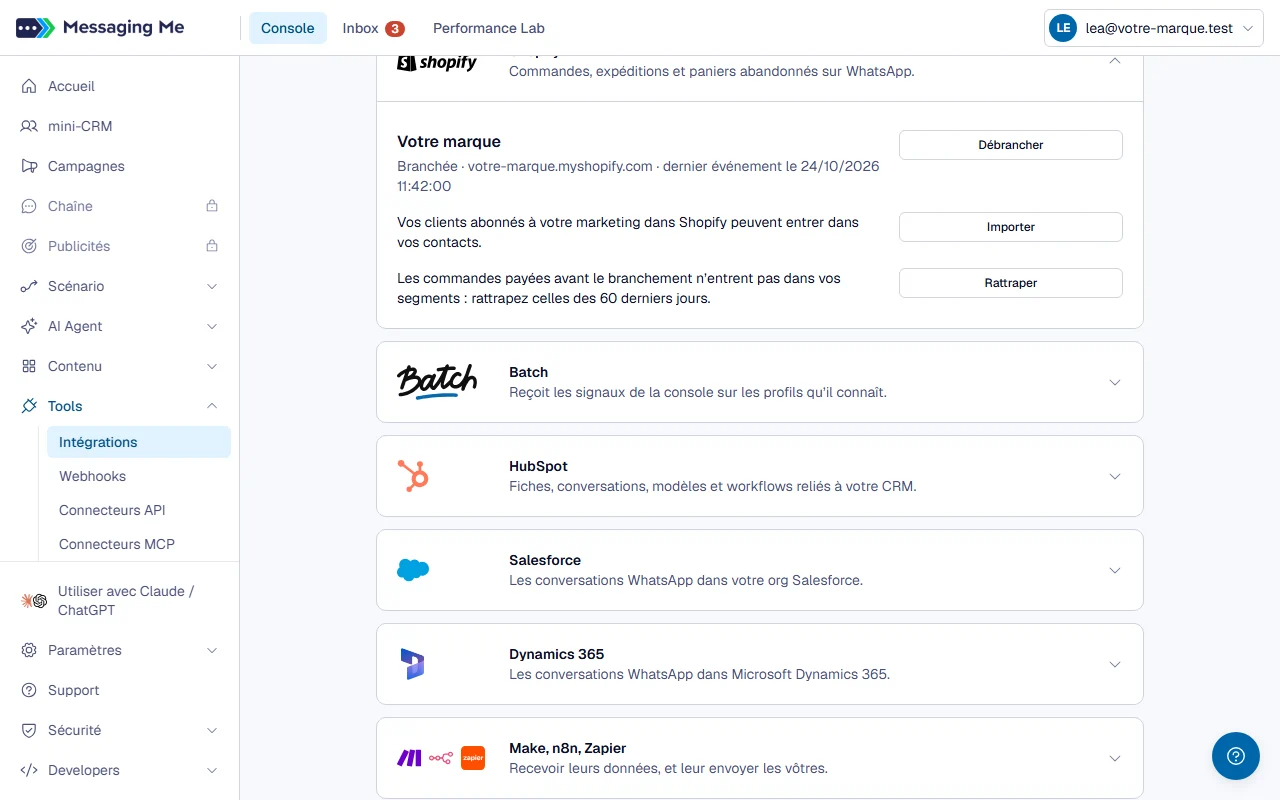 Messaging Me
Console
Inbox 3
Performance Lab
LE
lea@votre-marque.test
Accueil
mini-CRM
Campagnes
Chaîne
Publicités
Scénario
AI Agent
Contenu
Tools
Intégrations
Webhooks
Connecteurs API
Connecteurs MCP
Utiliser avec Claude /
ChatGPT
Paramètres
Support
Sécurité
Developers
shopify
Commandes, expéditions et paniers abandonnés sur WhatsApp.
Votre marque
Débrancher
Branchée · votre-marque.myshopify.com · dernier événement le 24/10/2026
11:42:00
Vos clients abonnés à votre marketing dans Shopify peuvent entrer dans
vos contacts.
Importer
Les commandes payées avant le branchement n'entrent pas dans vos
segments : rattrapez celles des 60 derniers jours.
Rattraper
Batch
Batch
Reçoit les signaux de la console sur les profils qu'il connaît.
HubSpot
Fiches, conversations, modèles et workflows reliés à votre CRM.
Salesforce
Les conversations WhatsApp dans votre org Salesforce.
Dynamics 365
Les conversations WhatsApp dans Microsoft Dynamics 365.
zapier
Make, n8n, Zapier
Recevoir leurs données, et leur envoyer les vôtres.